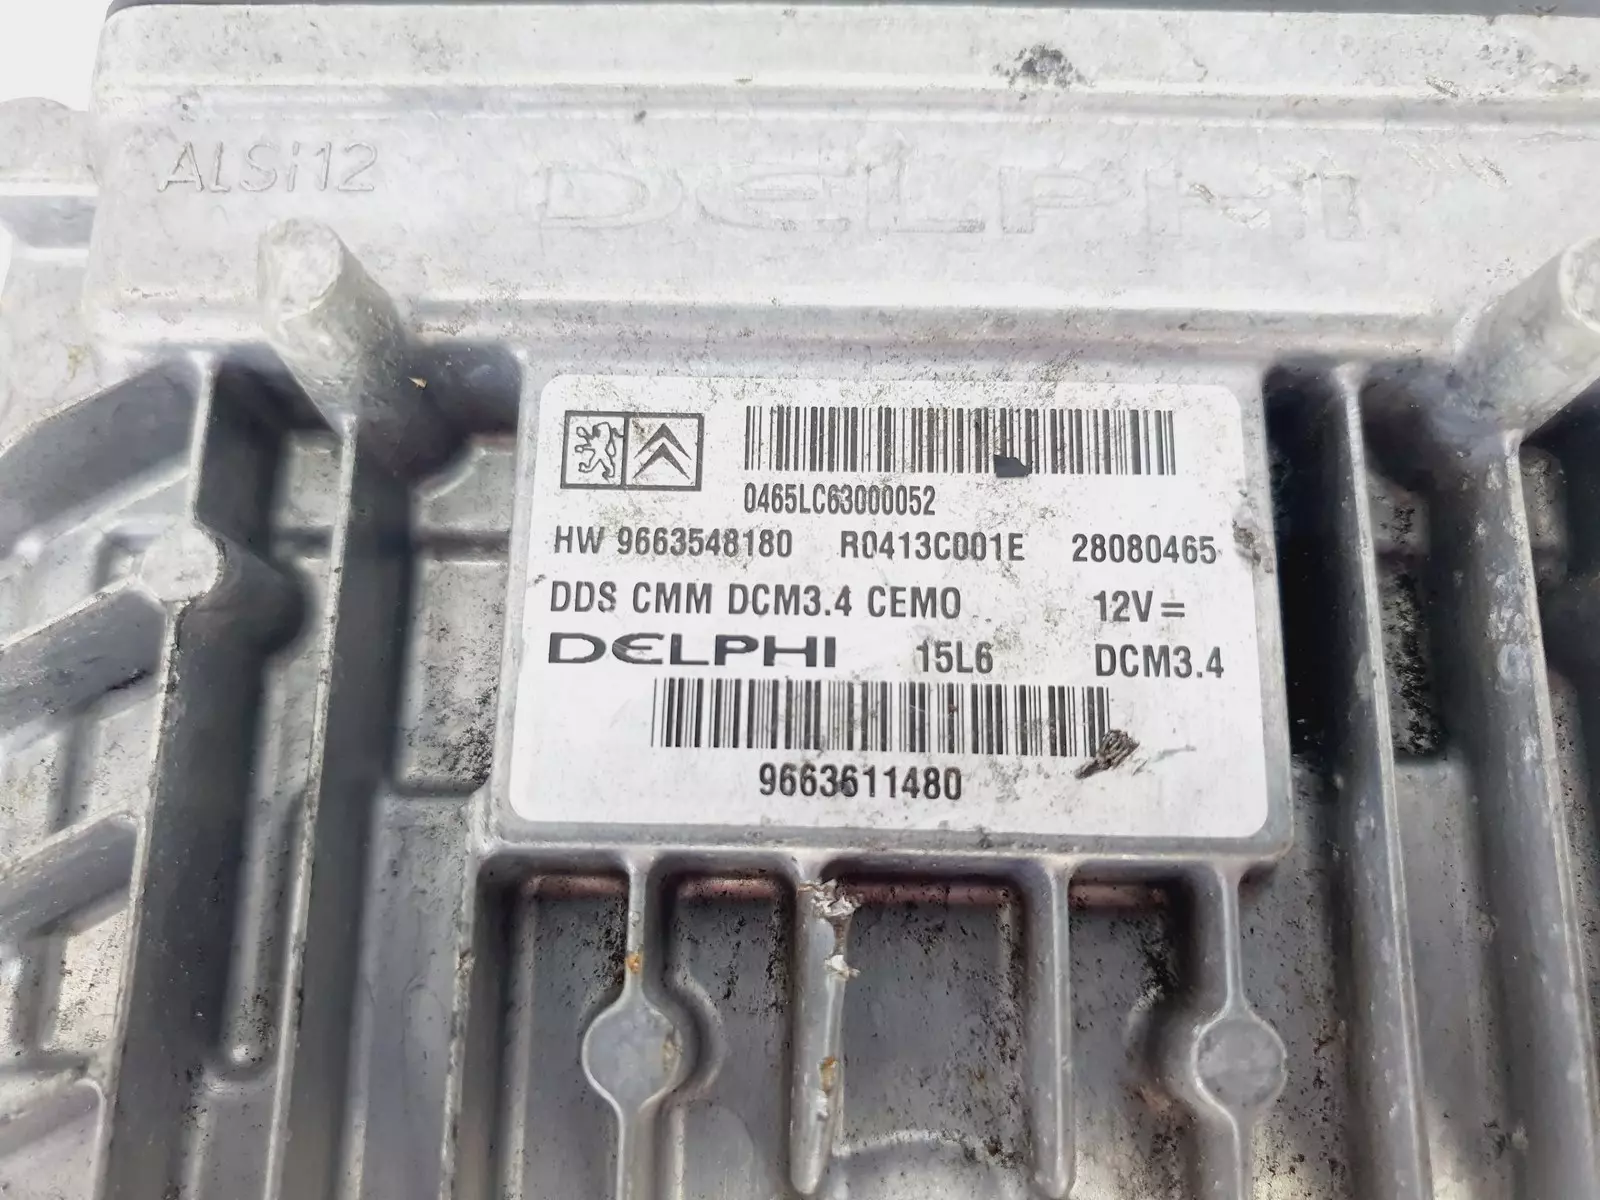 ALSi12
DELPHI
0465LC63000052
HW 9663548180 R0413C001E 28080465
DDS CMM DCM3.4 CEMO 12V=
DELPHI 15L6 DCM3.4
9663611480